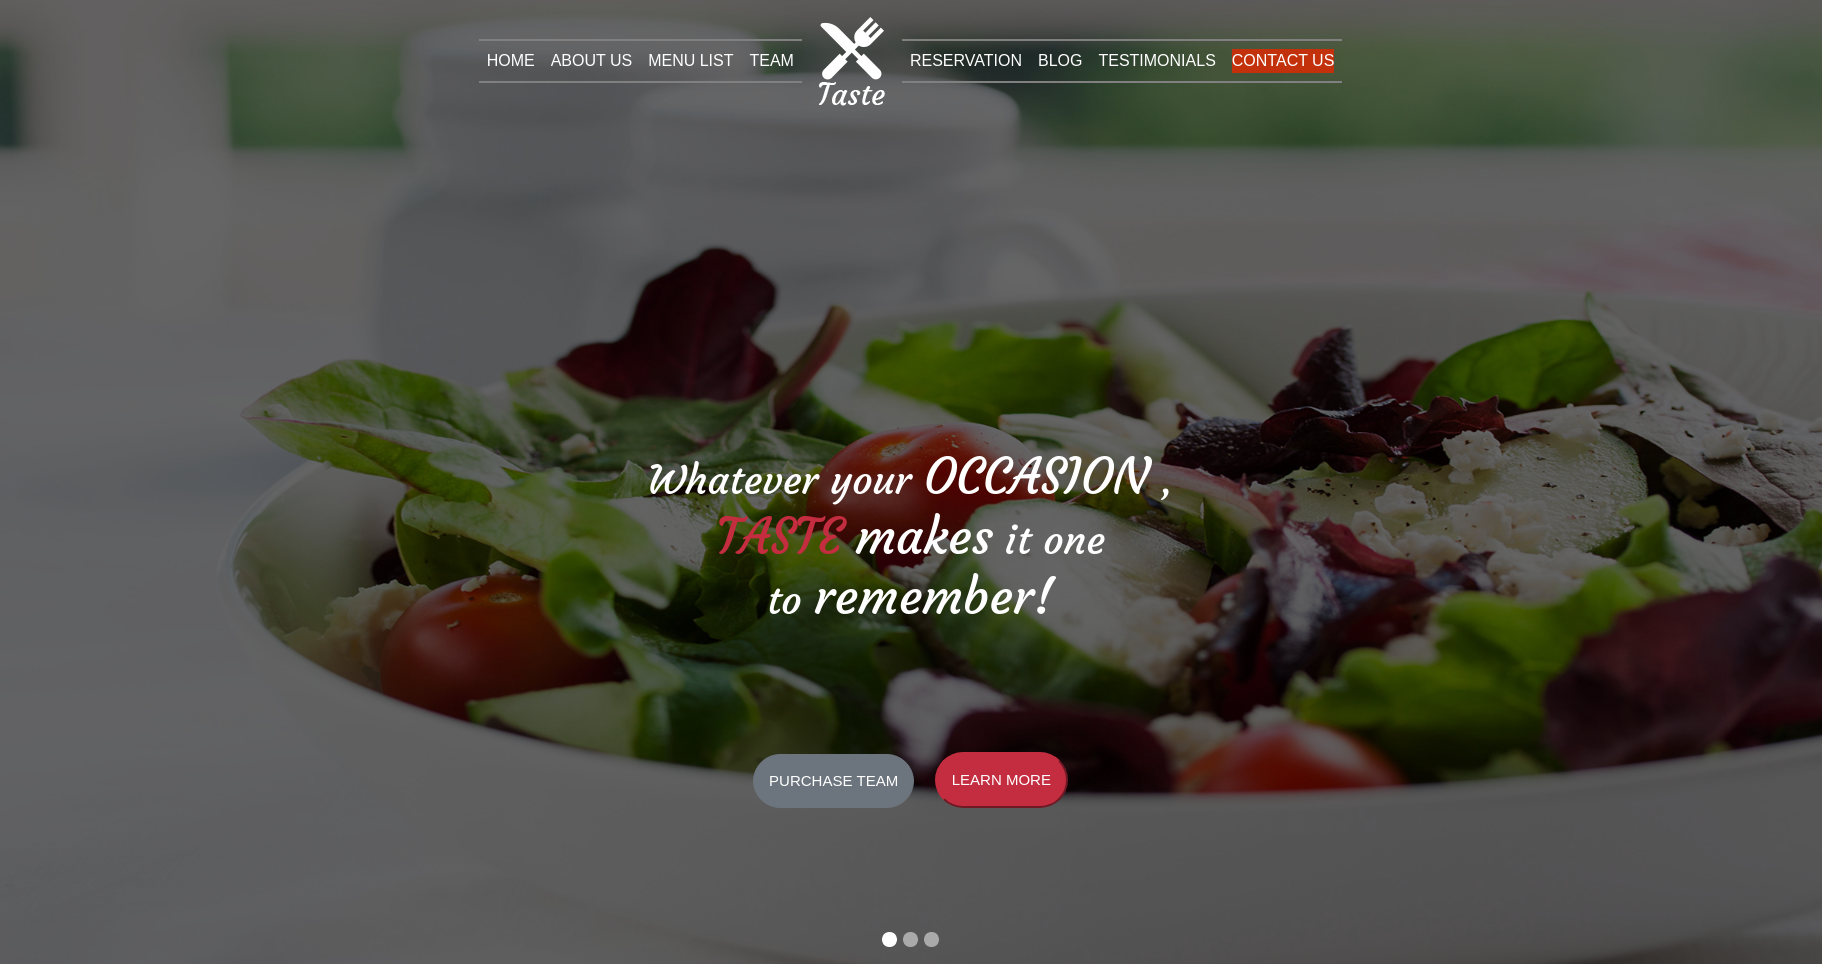 HOME ABOUT US MENU LIST TEAM
Taste
RESERVATION BLOG TESTIMONIALS CONTACT US
Whatever your OCCASION ,
TASTE makes it one
to remember!
PURCHASE TEAM
LEARN MORE